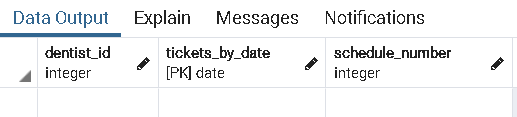 Data Output Explain Messages Notifications
dentist_id tickets_by_date schedule_number
integer [PK] date integer